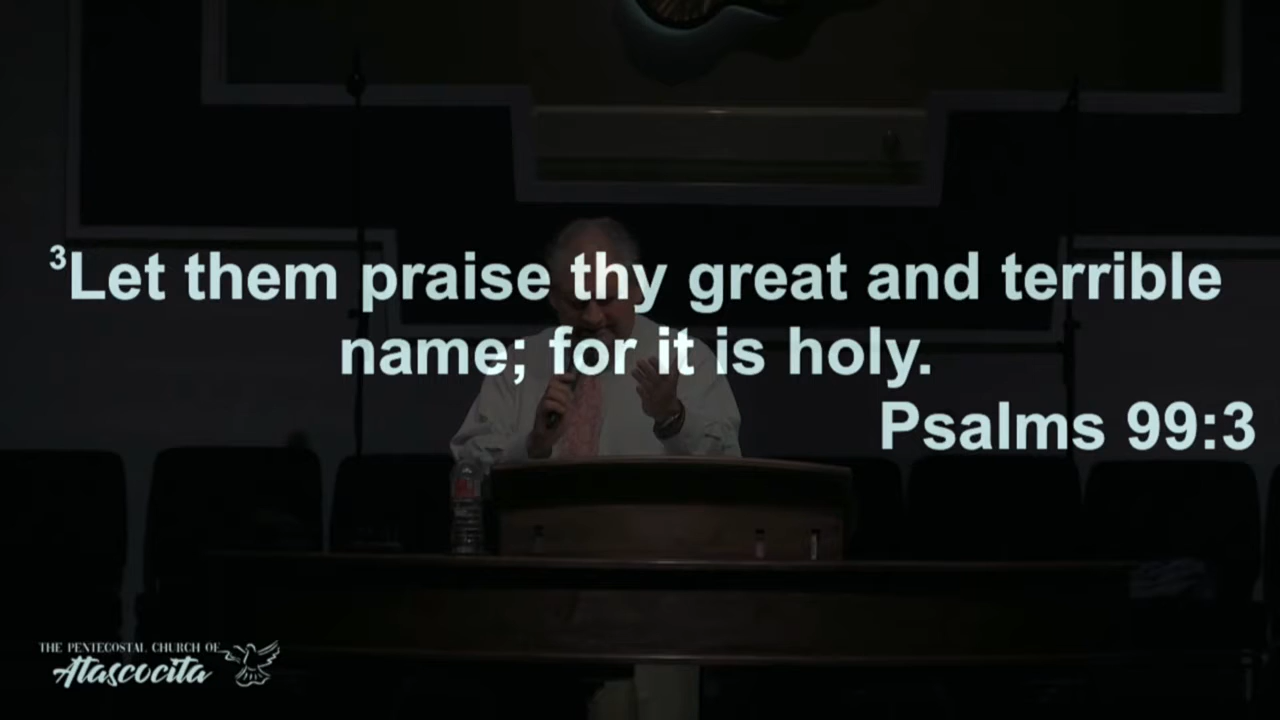 ³Let them praise thy great and terrible
name; for it is holy.
Psalms 99:3
THE PENTECOSTAL CHURCH OF
Atascocita